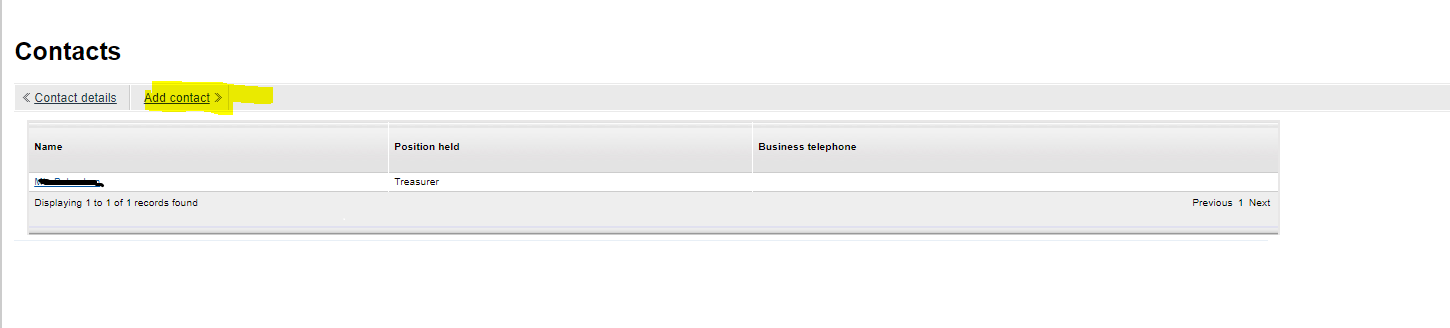 Contacts
Contact details Add contact
Name Position held Business telephone
Treasurer
Displaying 1 to 1 of 1 records found Previous 1 Next